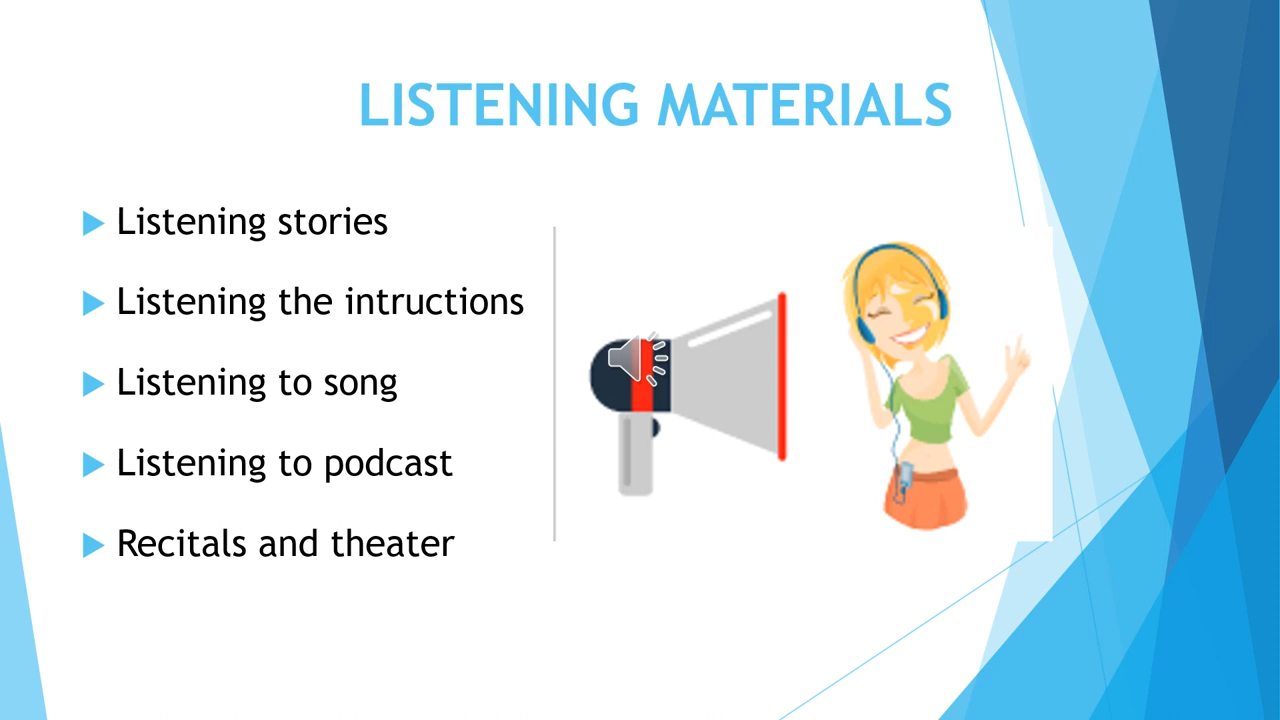 LISTENING MATERIALS
Listening stories
Listening the intructions
Listening to song
Listening to podcast
Recitals and theater